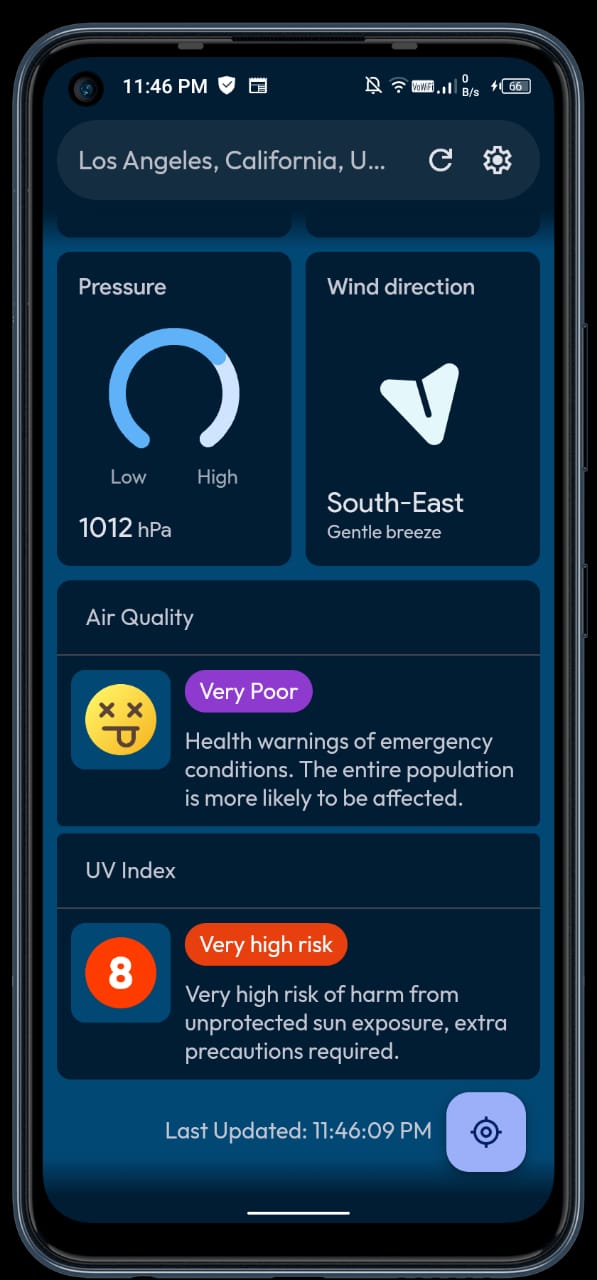 11:46 PM VoWiFi 0 B/s 66
Los Angeles, California, U...
Pressure
Low High
1012 hPa
Wind direction
South-East
Gentle breeze
Air Quality
Very Poor
Health warnings of emergency
conditions. The entire population
is more likely to be affected.
UV Index
8
Very high risk
Very high risk of harm from
unprotected sun exposure, extra
precautions required.
Last Updated: 11:46:09 PM